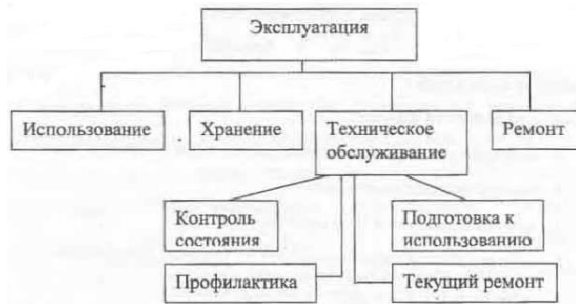 Эксплуатация
Использование
Хранение
Техническое
обслуживание
Ремонт
Контроль
состояния
Подготовка к
использованию
Профилактика
Текущий ремонт